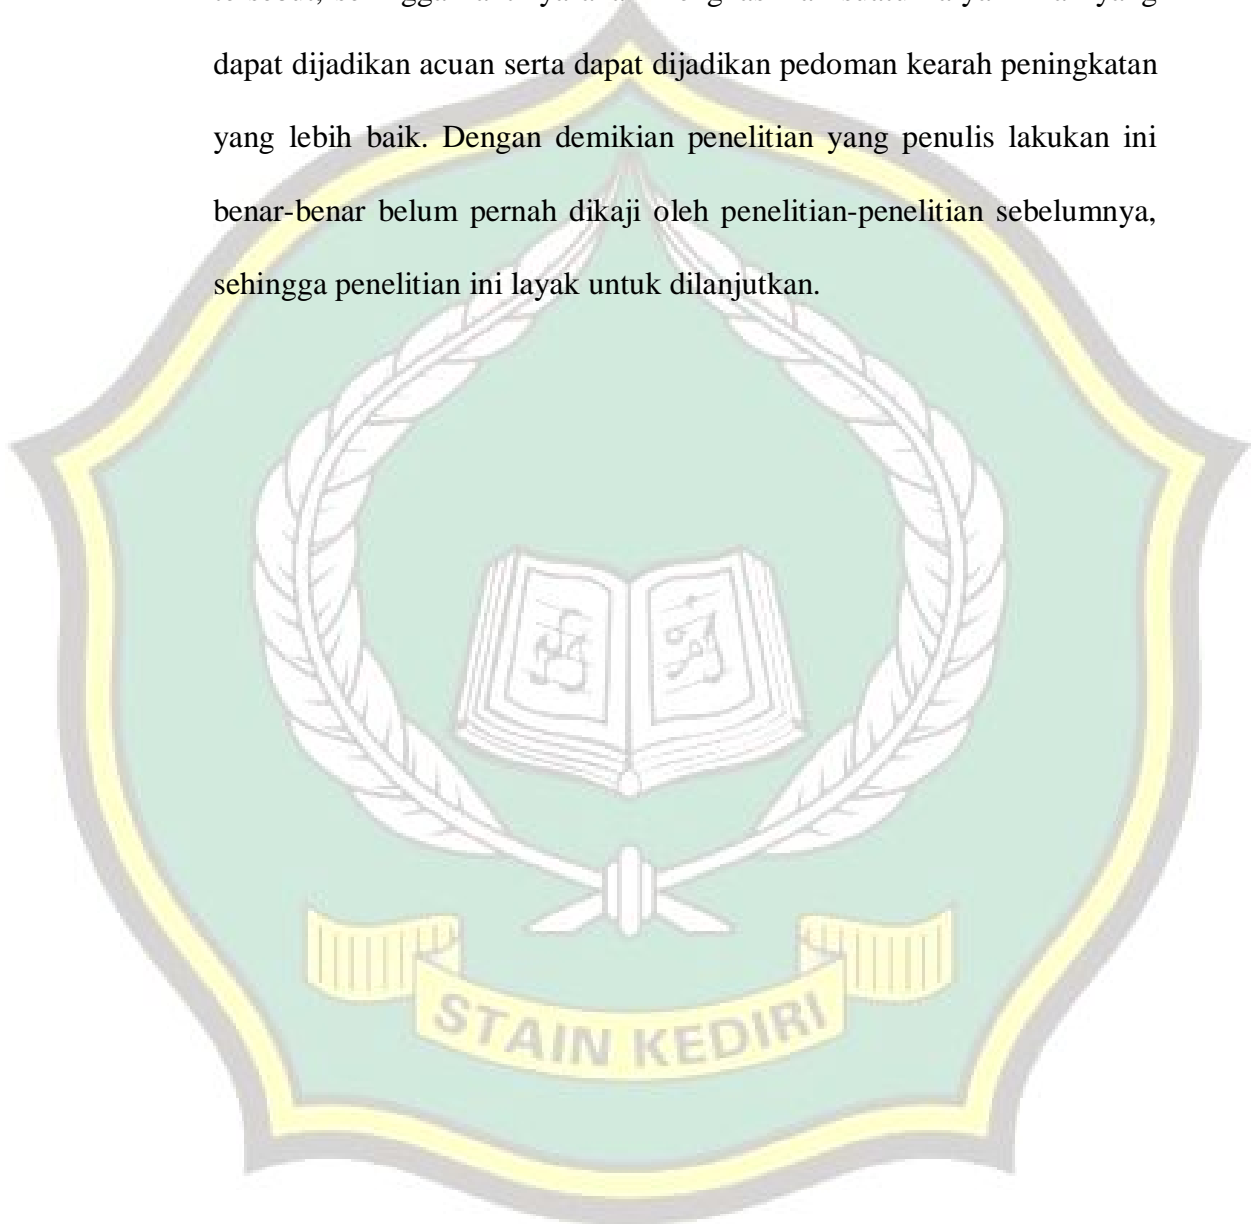 dapat dijadikan acuan serta dapat dijadikan pedoman kearah peningkatan
yang lebih baik. Dengan demikian penelitian yang penulis lakukan ini
benar-benar belum pernah dikaji oleh penelitian-penelitian sebelumnya,
sehingga penelitian ini layak untuk dilanjutkan.
STAIN KEDIRI